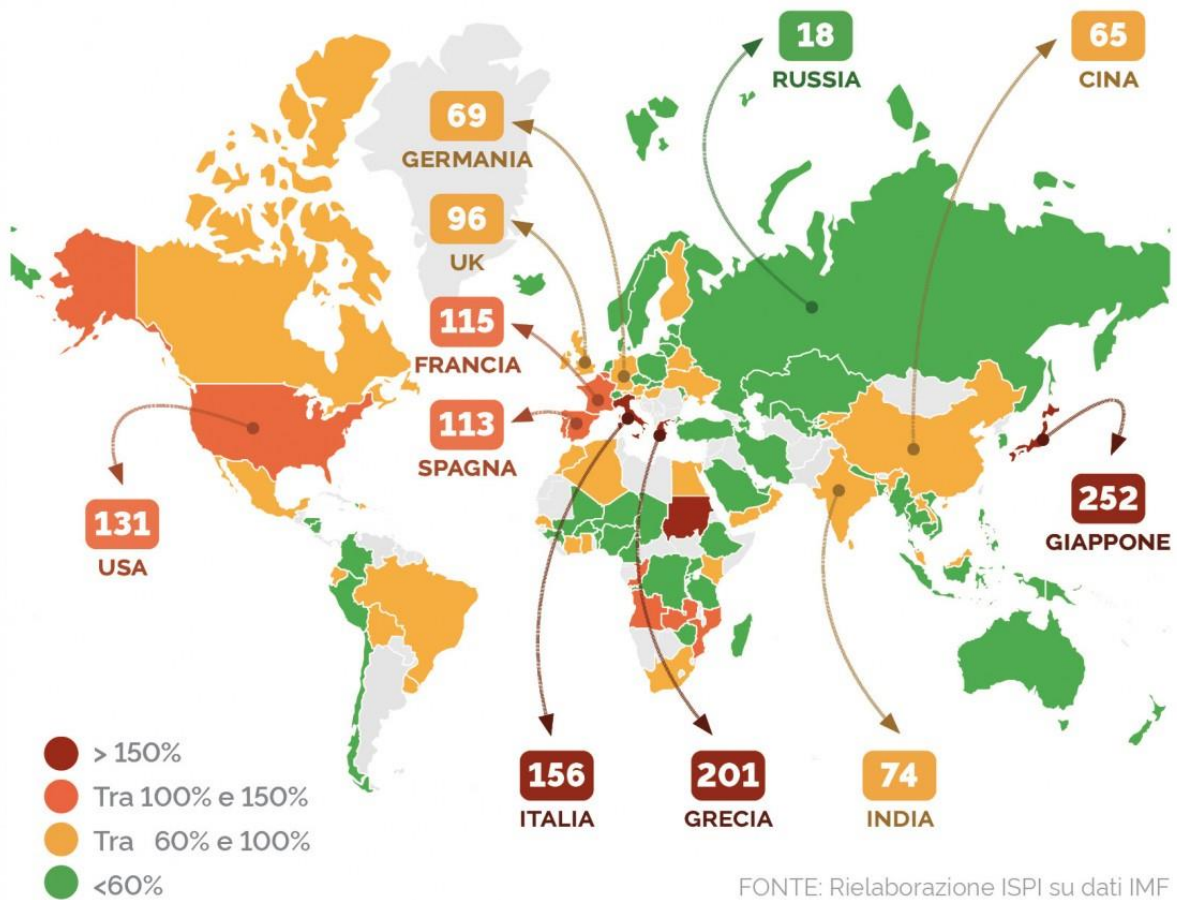 18
RUSSIA
65
CINA
69
GERMANIA
96
UK
115
FRANCIA
113
SPAGNA
131
USA
252
GIAPPONE
156
ITALIA
201
GRECIA
74
INDIA
> 150%
Tra 100% e 150%
Tra 60% e 100%
<60%
FONTE: Rielaborazione ISPI su dati IMF